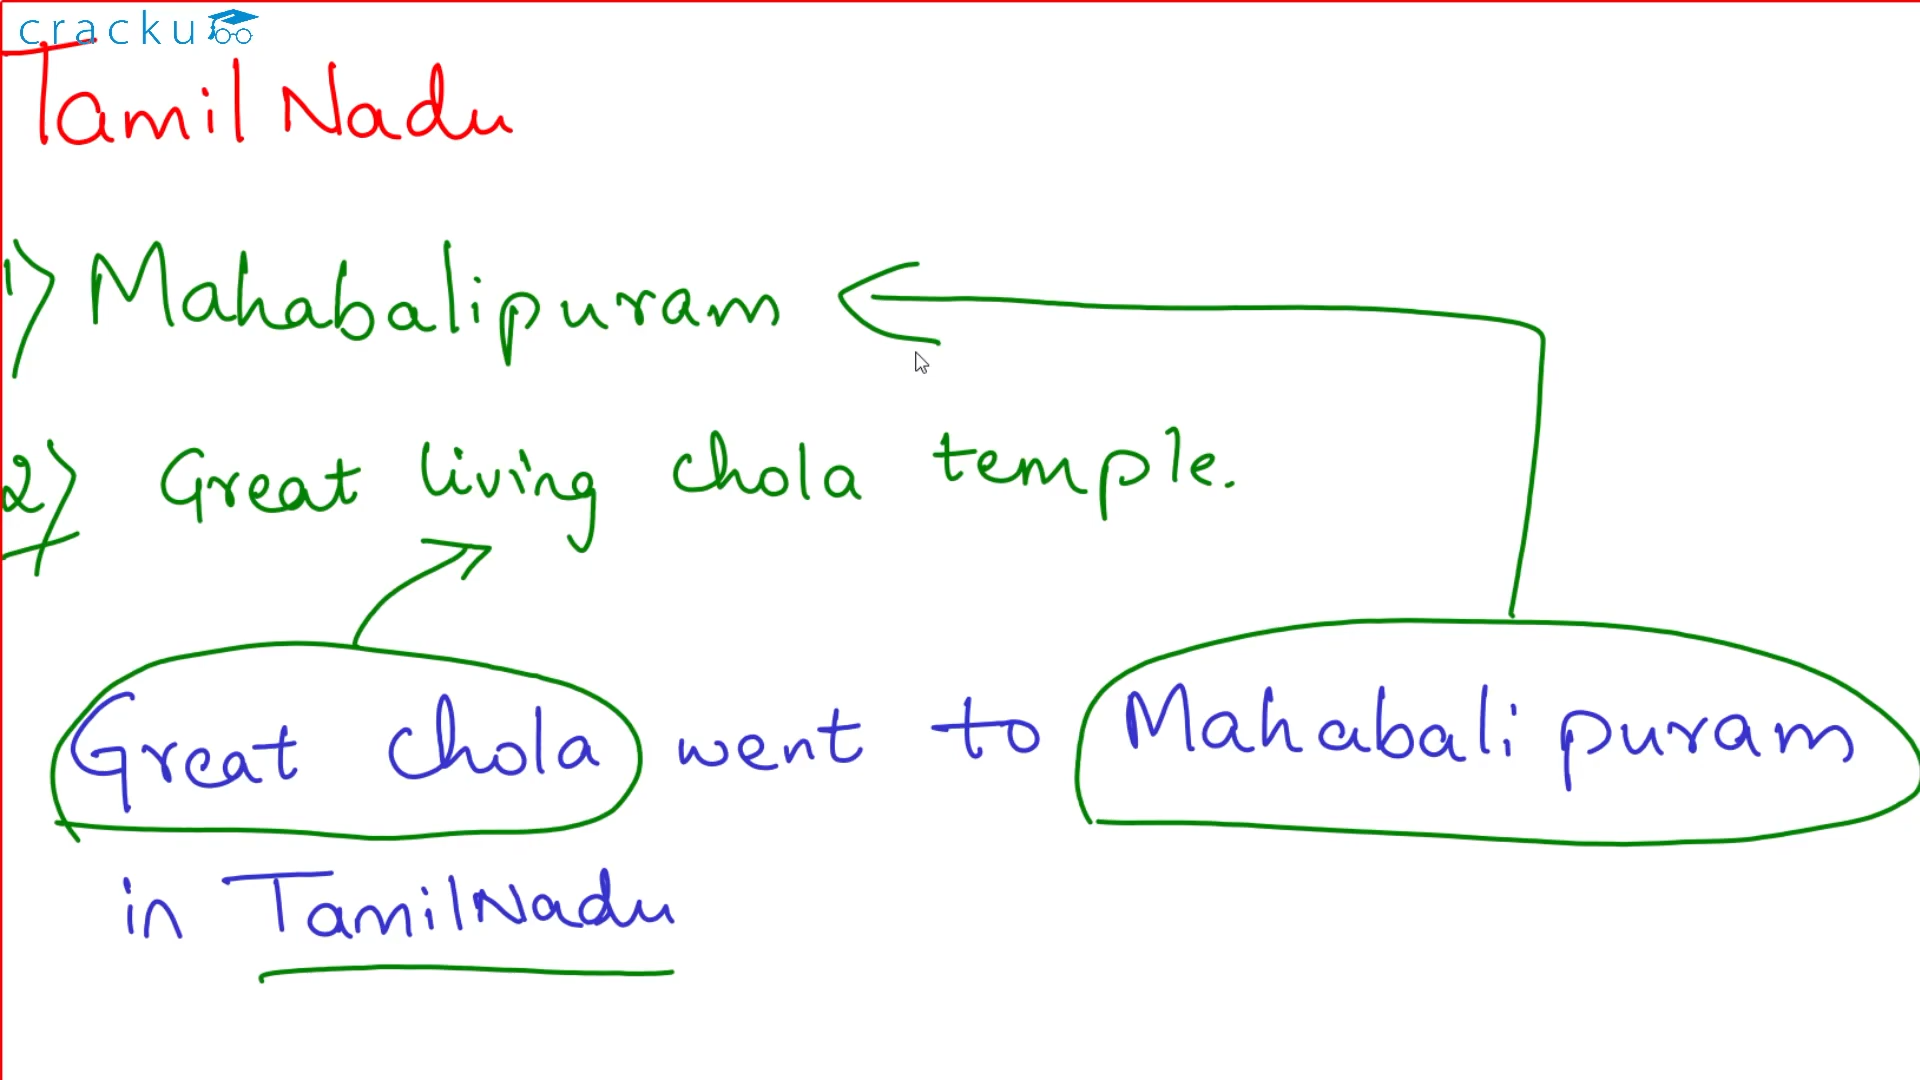 cracku
Tamil Nadu
1) Mahabalipuram
2) Great living chola temple.
Great chola went to Mahabalipuram
in TamilNadu